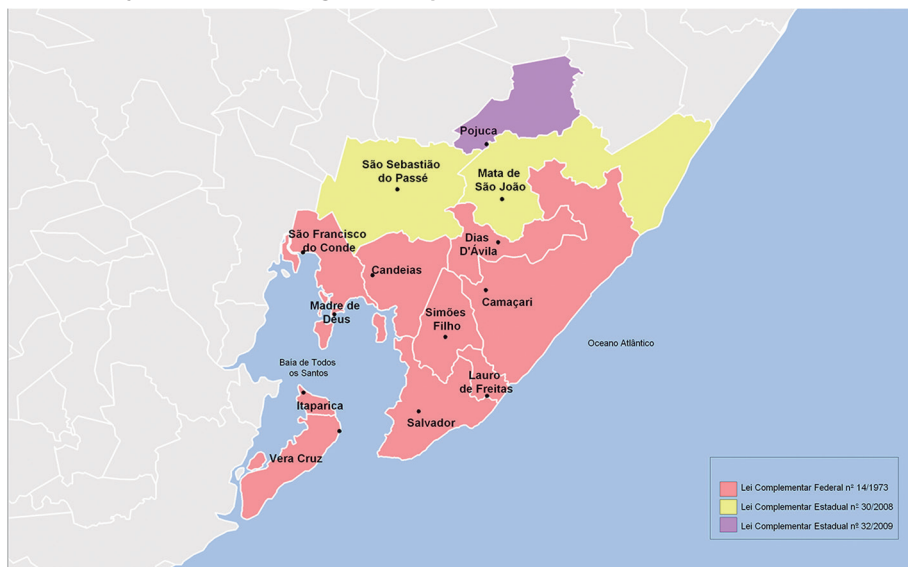 Pojuca
São Sebastião
do Passé
Mata de
São João
São Francisco
do Conde
Dias
D'Ávila
Candeias
Camaçari
Madre de
Deus
Simões
Filho
Oceano Atlântico
Baía de Todos
os Santos
Lauro
de Freitas
Itaparica
Salvador
Vera Cruz
Lei Complementar Federal nº 14/1973
Lei Complementar Estadual nº 30/2008
Lei Complementar Estadual nº 32/2009